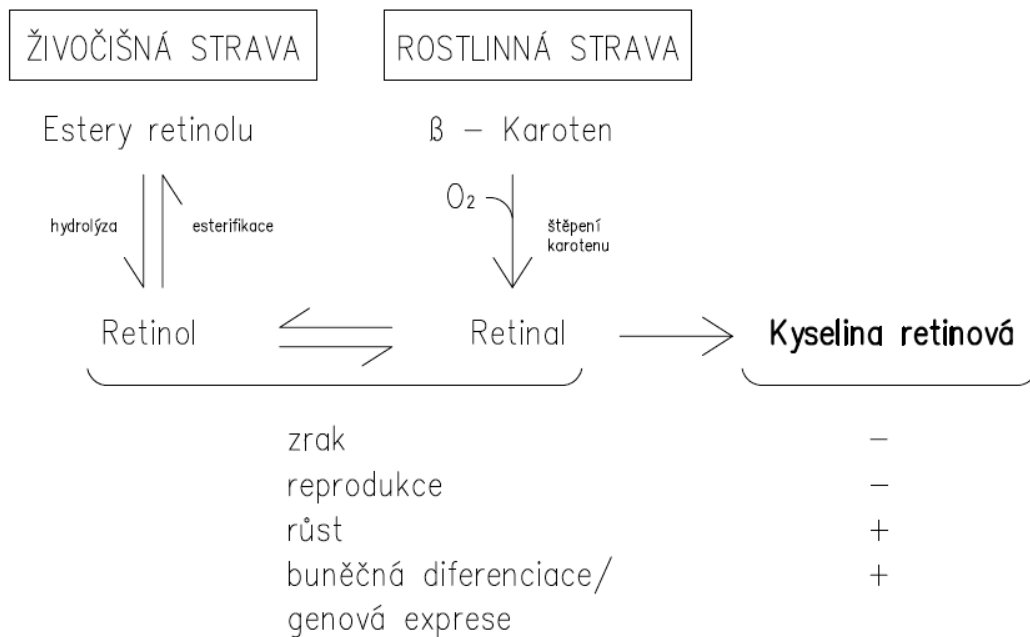 ŽIVOČIŠNÁ STRAVA
ROSTLINNÁ STRAVA
Estery retinolu
ß – Karoten
O₂
hydrolýza
esterifikace
štěpení
karotenu
Retinol
Retinal
Kyselina retinová
zrak –
reprodukce –
růst +
buněčná diferenciace/ +
genová exprese